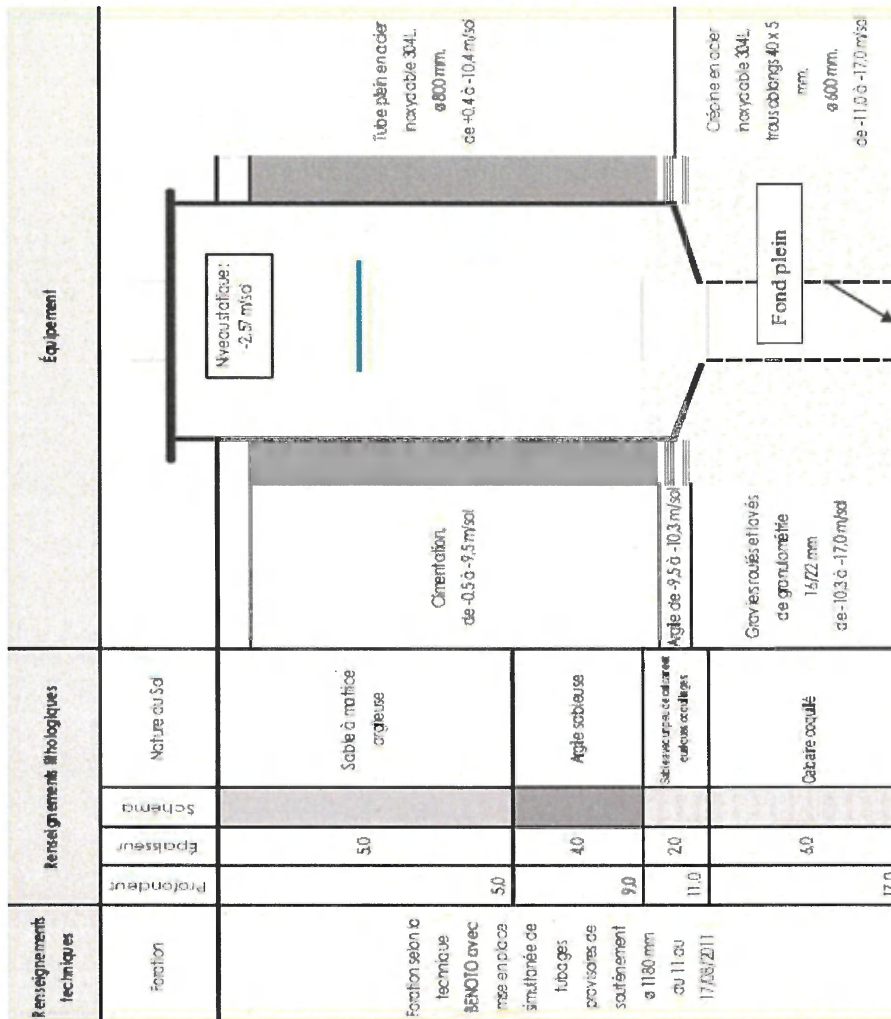 Renseignements
techniques
Renseignements lithologiques
Équipement
Foration
Profondeur
Épaisseur
Schéma
Nature du Sol
Foration selon la
technique
BENOTO avec
mise en place
simultanée de
tubages
provisoires de
soutènement
ø 1180 mm
du 11 au
17/08/2011
5,0
5,0
Sable à matrice
argileuse
9,0
4,0
Argile sableuse
11,0
2,0
quelques coquillages
17,0
6,0
Calcaire coquillé
Cimentation,
de -0,5 à -9,5 m/sol
Argile de -9,5 à -10,3 m/sol
Graviers roulés et lavés
de granulométrie
16/22 mm
de -10,3 à -17,0 m/sol
Niveau statique :
-2,57 m/sol
Fond plein
Tube plein en acier
inoxydable 304L,
ø 800 mm,
de +0,4 à -10,4 m/sol
Crépine en acier
inoxydable 304L,
trous oblongs 40 x 5
mm,
ø 600 mm,
de -11,0 à -17,0 m/sol